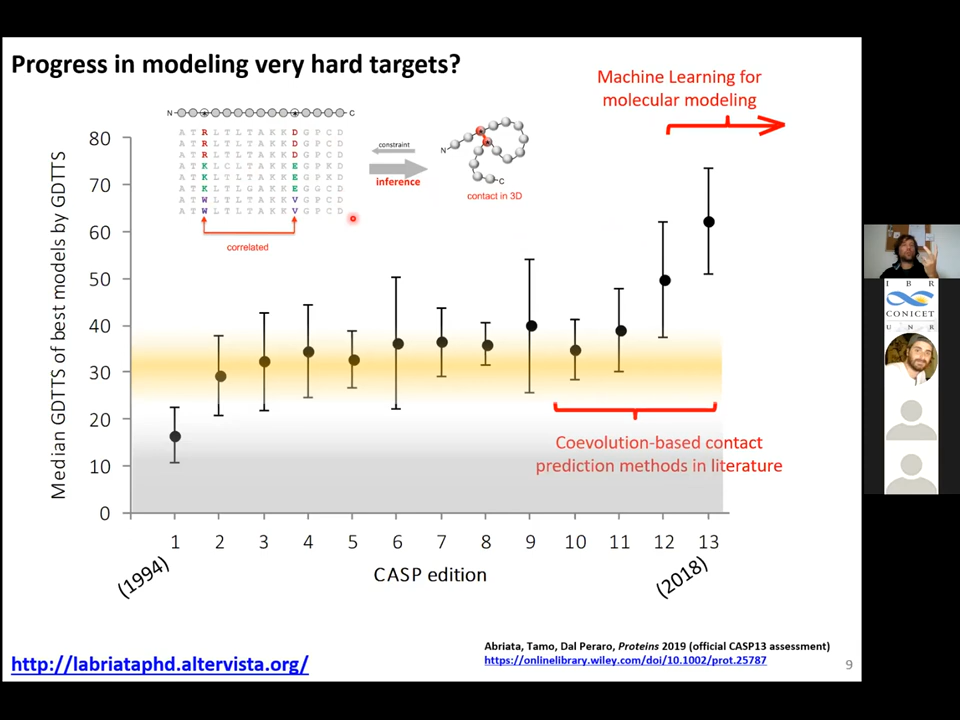 Progress in modeling very hard targets?
Machine Learning for
molecular modeling
N
C
A T R L T L T A K K D G P C D
A T R L T L T A K K D G P C D
A T R L T L T A K K D G P C D
A T K L C L T A K K E G P C D
A T K L T L T A K K E G P C D
A T K L T L T A K K E G P C D
A T K L T L T A K K E G G C D
A T W L T L T A K K V G P C D
A T W L T L T A K K V G P C D
correlated
constraint
inference
N
C
contact in 3D
Median GDTTS of best models by GDTTS
80
70
60
50
40
30
20
10
0
Coevolution-based contact
prediction methods in literature
1 2 3 4 5 6 7 8 9 10 11 12 13
(1994)
(2018)
CASP edition
Abriata, Tamo, Dal Peraro, Proteins 2019 (official CASP13 assessment)
https://onlinelibrary.wiley.com/doi/10.1002/prot.25787
http://labriataphd.altervista.org/
9
I B R
CONICET
U N R